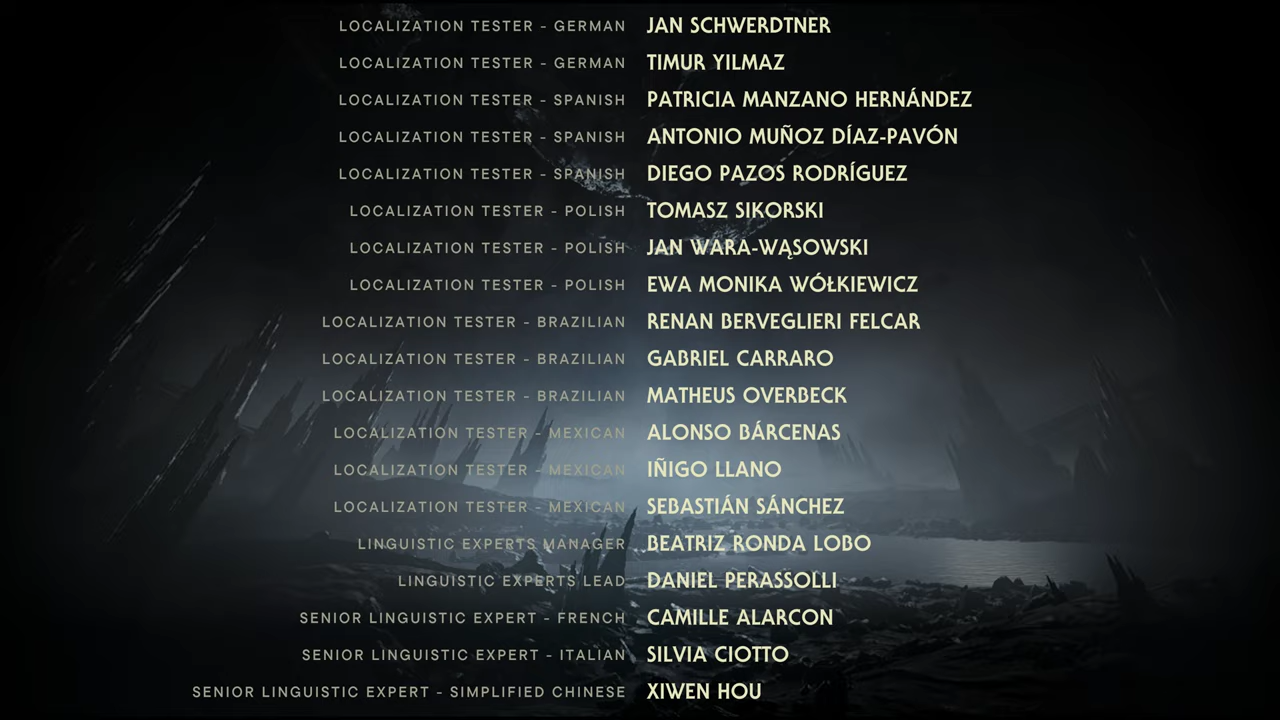 LOCALIZATION TESTER - GERMAN JAN SCHWERDTNER
LOCALIZATION TESTER - GERMAN TIMUR YILMAZ
LOCALIZATION TESTER - SPANISH PATRICIA MANZANO HERNÁNDEZ
LOCALIZATION TESTER - SPANISH ANTONIO MUÑOZ DÍAZ-PAVÓN
LOCALIZATION TESTER - SPANISH DIEGO PAZOS RODRÍGUEZ
LOCALIZATION TESTER - POLISH TOMASZ SIKORSKI
LOCALIZATION TESTER - POLISH JAN WARA-WĄSOWSKI
LOCALIZATION TESTER - POLISH EWA MONIKA WÓŁKIEWICZ
LOCALIZATION TESTER - BRAZILIAN RENAN BERVEGLIERI FELCAR
LOCALIZATION TESTER - BRAZILIAN GABRIEL CARRARO
LOCALIZATION TESTER - BRAZILIAN MATHEUS OVERBECK
LOCALIZATION TESTER - MEXICAN ALONSO BÁRCENAS
LOCALIZATION TESTER - MEXICAN IÑIGO LLANO
LOCALIZATION TESTER - MEXICAN SEBASTIÁN SÁNCHEZ
LINGUISTIC EXPERTS MANAGER BEATRIZ RONDA LOBO
LINGUISTIC EXPERTS LEAD DANIEL PERASSOLLI
SENIOR LINGUISTIC EXPERT - FRENCH CAMILLE ALARCON
SENIOR LINGUISTIC EXPERT - ITALIAN SILVIA CIOTTO
SENIOR LINGUISTIC EXPERT - SIMPLIFIED CHINESE XIWEN HOU